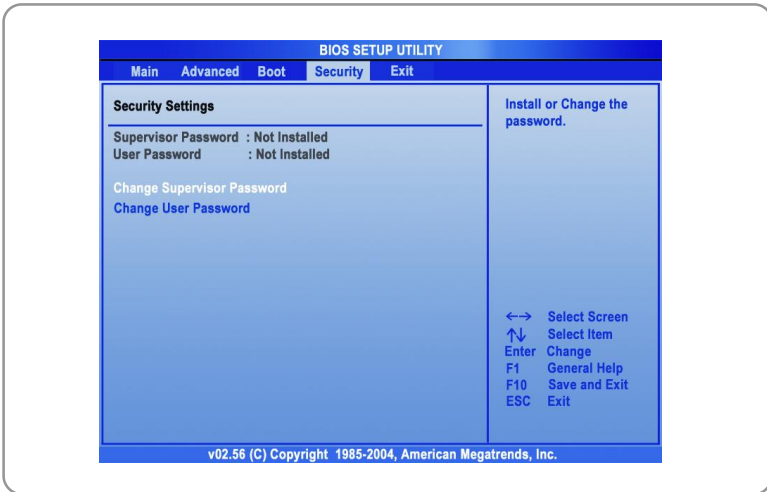 BIOS SETUP UTILITY
Main Advanced Boot Security Exit
Security Settings
Supervisor Password : Not Installed
User Password : Not Installed
Change Supervisor Password
Change User Password
Install or Change the
password.
←→ Select Screen
↑↓ Select Item
Enter Change
F1 General Help
F10 Save and Exit
ESC Exit
v02.56 (C) Copyright 1985-2004, American Megatrends, Inc.